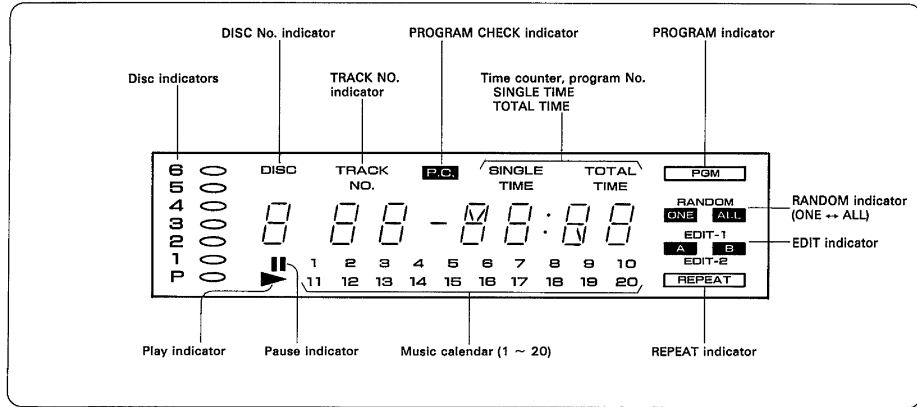 DISC No. indicator
PROGRAM CHECK indicator
PROGRAM indicator
Disc indicators
TRACK NO.
indicator
Time counter, program No.
SINGLE TIME
TOTAL TIME
6
5
4
3
2
1
P
DISC
TRACK
NO.
P.C.
SINGLE
TIME
TOTAL
TIME
PGM
RANDOM
ONE ALL
EDIT-1
A B
EDIT-2
REPEAT
RANDOM indicator
(ONE ↔ ALL)
EDIT indicator
8 88-88:88
1 2 3 4 5 6 7 8 9 10
11 12 13 14 15 16 17 18 19 20
Play indicator
Pause indicator
Music calendar (1 ~ 20)
REPEAT indicator